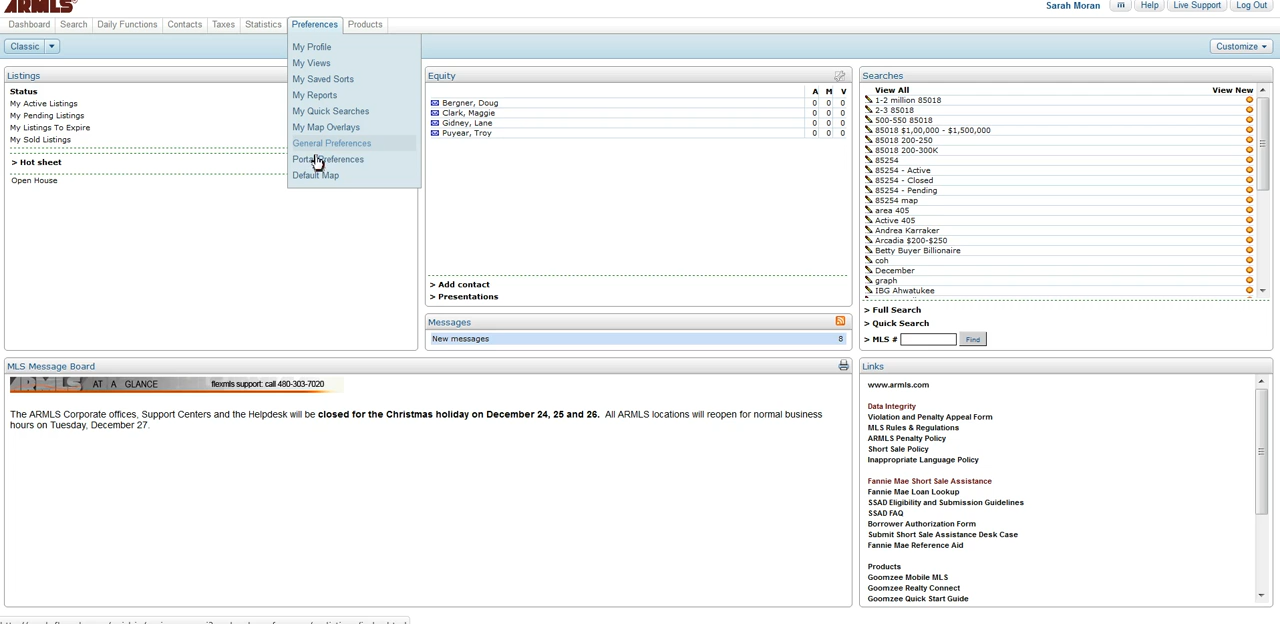 ARMLS
Sarah Moran
m
Help
Live Support
Log Out
Dashboard
Search
Daily Functions
Contacts
Taxes
Statistics
Preferences
Products
Classic
Customize
My Profile
My Views
My Saved Sorts
My Reports
My Quick Searches
My Map Overlays
General Preferences
Portal Preferences
Default Map
Listings
Status
My Active Listings
My Pending Listings
My Listings To Expire
My Sold Listings
> Hot sheet
Open House
Equity
A M V
Bergner, Doug 0 0 0
Clark, Maggie 0 0 0
Gidney, Lane 0 0 0
Puyear, Troy 0 0 0
> Add contact
> Presentations
Messages
New messages 8
Searches
View All View New
1-2 million 85018
2-3 85018
500-550 85018
85018 $1,00,000 - $1,500,000
85018 200-250
85018 200-300K
85254
85254 - Active
85254 - Closed
85254 - Pending
85254 map
area 405
Active 405
Andrea Karraker
Arcadia $200-$250
Betty Buyer Billionaire
coh
December
graph
IBG Ahwatukee
> Full Search
> Quick Search
> MLS # Find
MLS Message Board
AT A GLANCE flexmls support: call 480-303-7020
The ARMLS Corporate offices, Support Centers and the Helpdesk will be closed for the Christmas holiday on December 24, 25 and 26. All ARMLS locations will reopen for normal business
hours on Tuesday, December 27.
Links
www.armls.com
Data Integrity
Violation and Penalty Appeal Form
MLS Rules & Regulations
ARMLS Penalty Policy
Short Sale Policy
Inappropriate Language Policy
Fannie Mae Short Sale Assistance
Fannie Mae Loan Lookup
SSAD Eligibility and Submission Guidelines
SSAD FAQ
Borrower Authorization Form
Submit Short Sale Assistance Desk Case
Fannie Mae Reference Aid
Products
Goomzee Mobile MLS
Goomzee Realty Connect
Goomzee Quick Start Guide